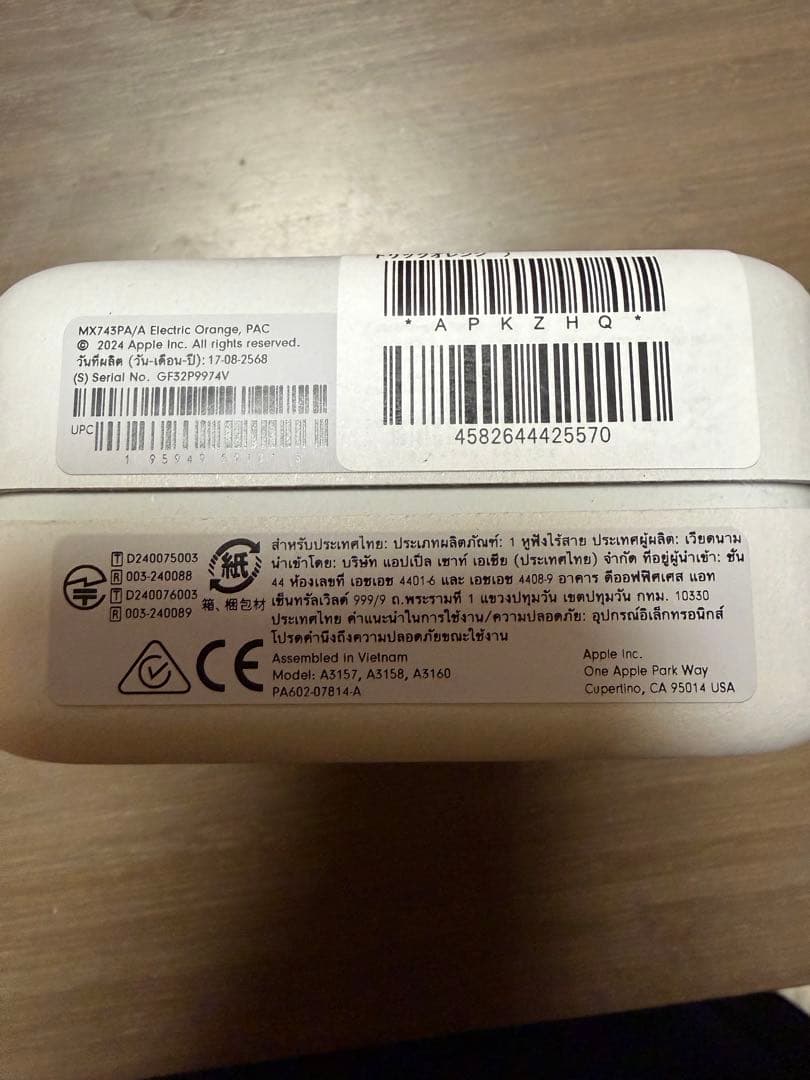 MX743PA/A Electric Orange, PAC
© 2024 Apple Inc. All rights reserved.
วันที่ผลิต (วัน-เดือน-ปี): 17-08-2568
(S) Serial No. GF32P9974V
UPC
トリックオレンジ
* A P K Z H Q *
4582644425570
T D240075003
R 003-240088
T D240076003
R 003-240089
紙
箱、梱包材
สำหรับประเทศไทย: ประเภทผลิตภัณฑ์: 1 หูฟังไร้สาย ประเทศผู้ผลิต: เวียดนาม
นำเข้าโดย: บริษัท แอปเปิ้ล เซาท์ เอเชีย (ประเทศไทย) จำกัด ที่อยู่ผู้นำเข้า: ชั้น
44 ห้องเลขที่ เอชเอช 4401-6 และ เอชเอช 4408-9 อาคาร ดิออฟฟิศเศส แอท
เซ็นทรัลเวิลด์ 999/9 ถ.พระรามที่ 1 แขวงปทุมวัน เขตปทุมวัน กทม. 10330
ประเทศไทย คำแนะนำในการใช้งาน/ความปลอดภัย: อุปกรณ์อิเล็กทรอนิกส์
โปรดคำนึงถึงความปลอดภัยขณะใช้งาน
CE
Assembled in Vietnam
Model: A3157, A3158, A3160
PA602-07814-A
Apple Inc.
One Apple Park Way
Cupertino, CA 95014 USA